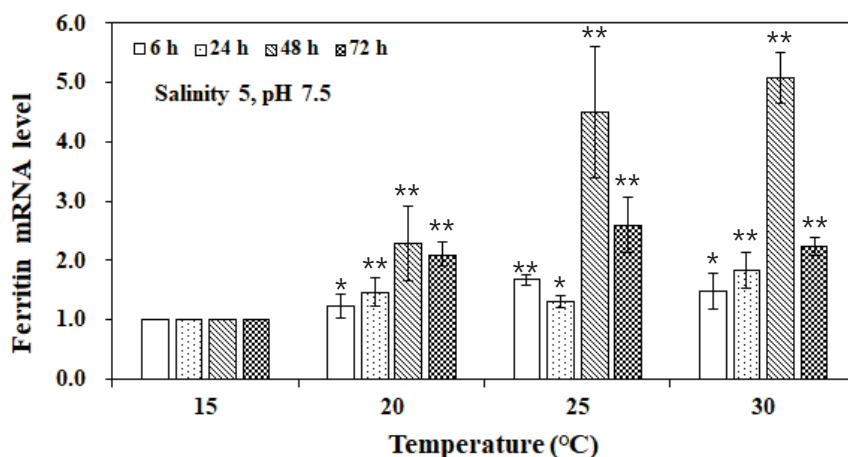 6.0
5.0
4.0
3.0
2.0
1.0
0.0
Ferritin mRNA level
6 h 24 h 48 h 72 h
Salinity 5, pH 7.5
* ** ** **
** * ** **
* ** ** **
15 20 25 30
Temperature (°C)